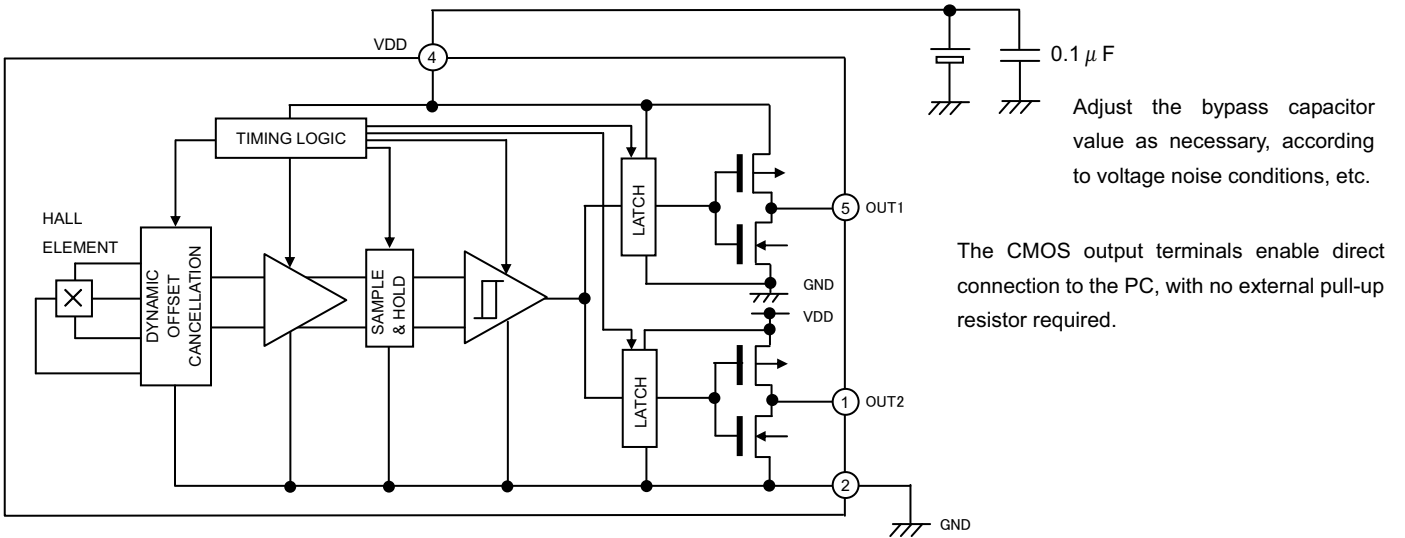 VDD
4
0.1 μ F
Adjust the bypass capacitor
value as necessary, according
to voltage noise conditions, etc.
TIMING LOGIC
HALL
ELEMENT
DYNAMIC
OFFSET
CANCELLATION
SAMPLE
& HOLD
LATCH
5
OUT1
GND
The CMOS output terminals enable direct
connection to the PC, with no external pull-up
resistor required.
VDD
LATCH
1
OUT2
2
GND